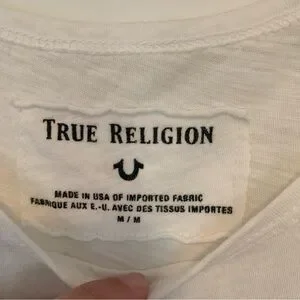 TRUE RELIGION
MADE IN USA OF IMPORTED FABRIC
FABRIQUE AUX E.-U. AVEC DES TISSUS IMPORTES
M / M